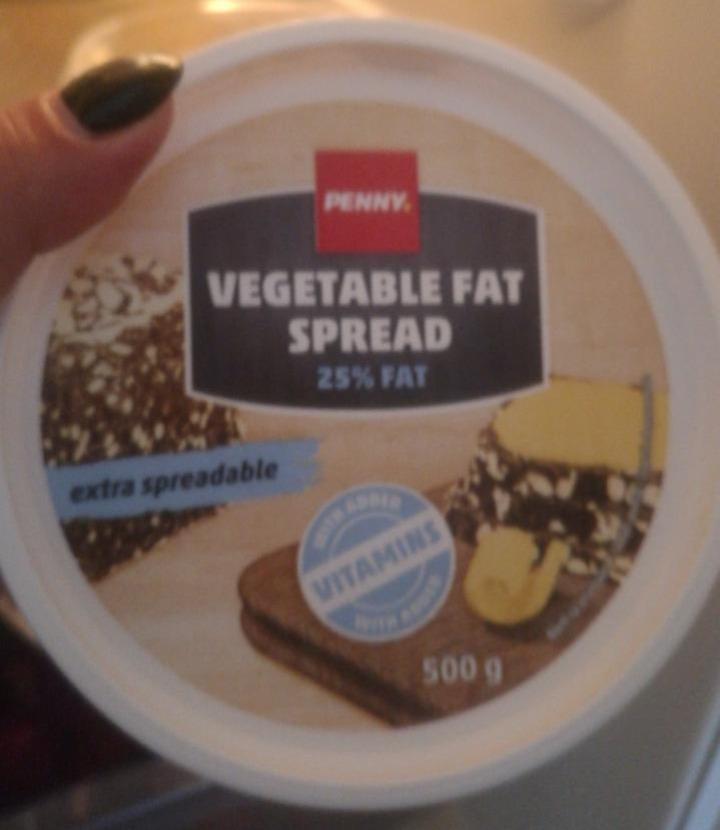 PENNY.
VEGETABLE FAT
SPREAD
25% FAT
extra spreadable
WITH ADDED
VITAMINS
WITH ADDED
500 g